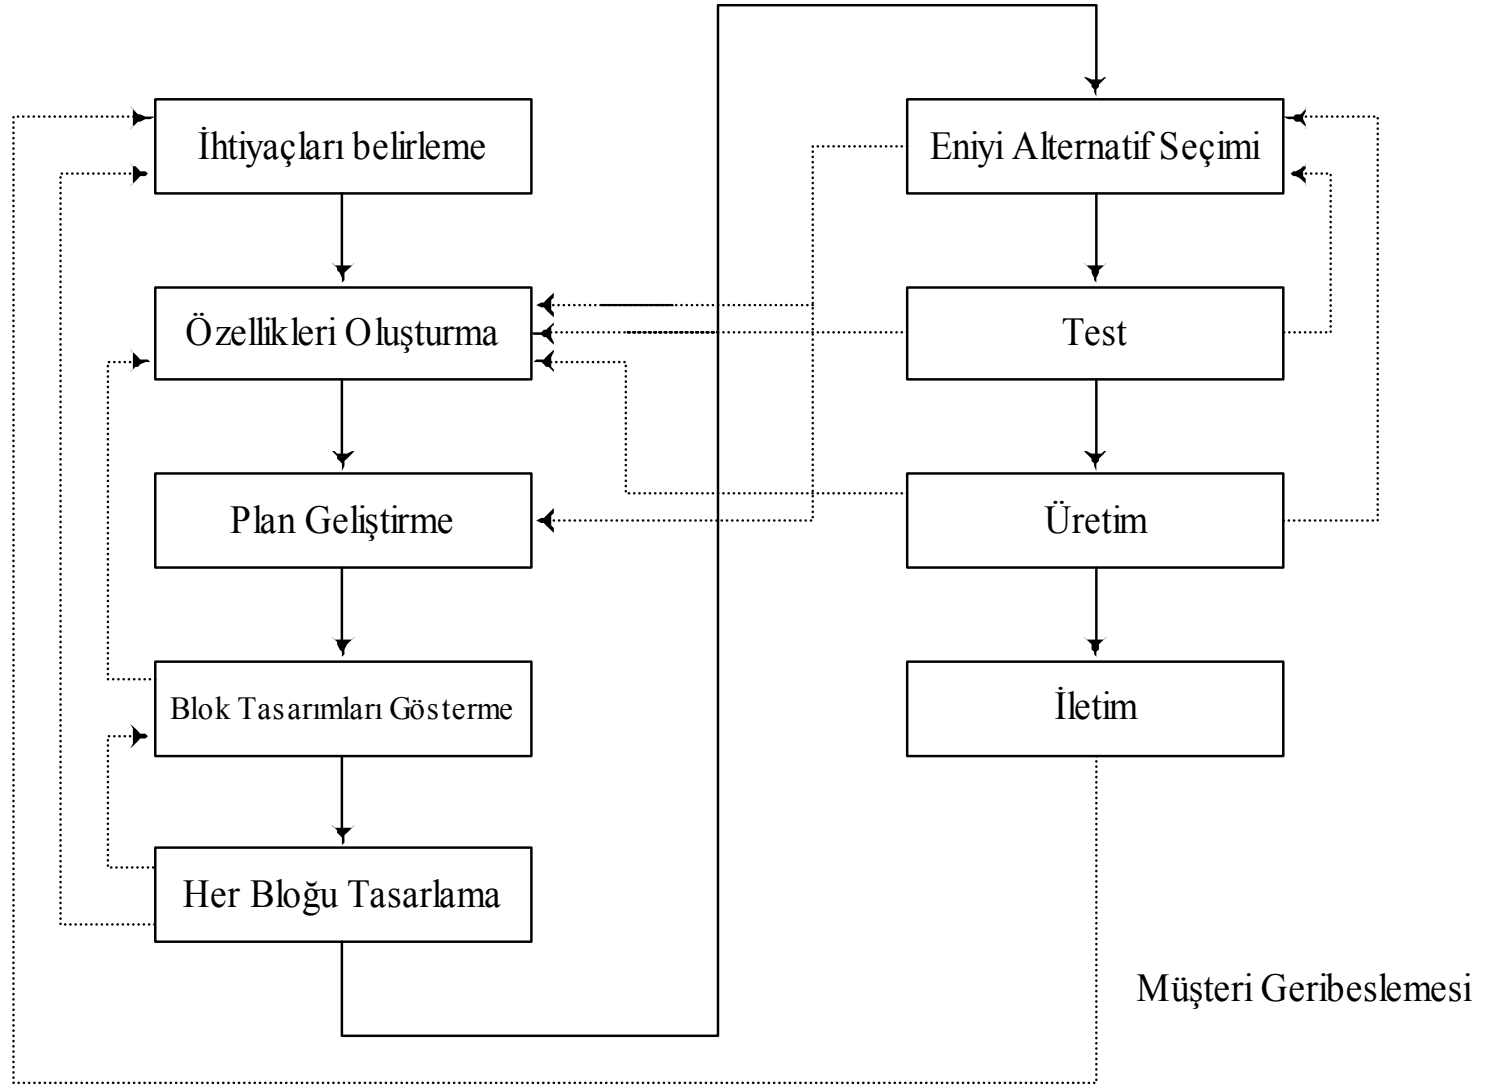 İhtiyaçları belirleme
Özellikleri Oluşturma
Plan Geliştirme
Blok Tasarımları Gösterme
Her Bloğu Tasarlama
Eniyi Alternatif Seçimi
Test
Üretim
İletim
Müşteri Geribeslemesi